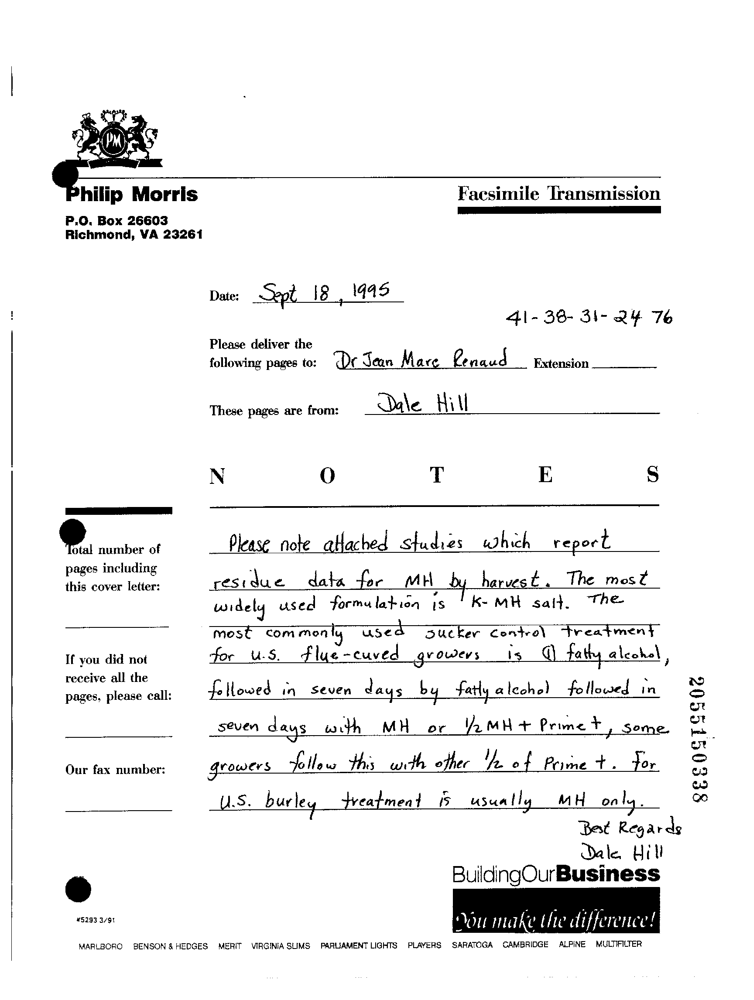 PM
Philip Morris
Facsimile Transmission
P.O. Box 26603
Richmond, VA 23261
Date: Sept 18, 1995
41-38-31-24 76
Please deliver the
following pages to: Dr Jean Marc Renaud Extension
These pages are from: Dale Hill
N O T E S
Total number of
pages including
this cover letter:
If you did not
receive all the
pages, please call:
Our fax number:
Please note attached studies which report
residue data for MH by harvest. The most
widely used formulation is K-MH salt. The
most commonly used sucker control treatment
for U.S. flue-cured growers is ① fatty alcohol,
followed in seven days by fatty alcohol followed in
seven days with MH or 1/2 MH + Prime+, some
growers follow this with other 1/2 of Prime +. For
U.S. burley treatment is usually MH only.
Best Regards
Dale Hill
2055150338
BuildingOurBusiness
You make the difference!
#5293 3/91
MARLBORO BENSON & HEDGES MERIT VIRGINIA SLIMS PARLIAMENT LIGHTS PLAYERS SARATOGA CAMBRIDGE ALPINE MULTIFILTER